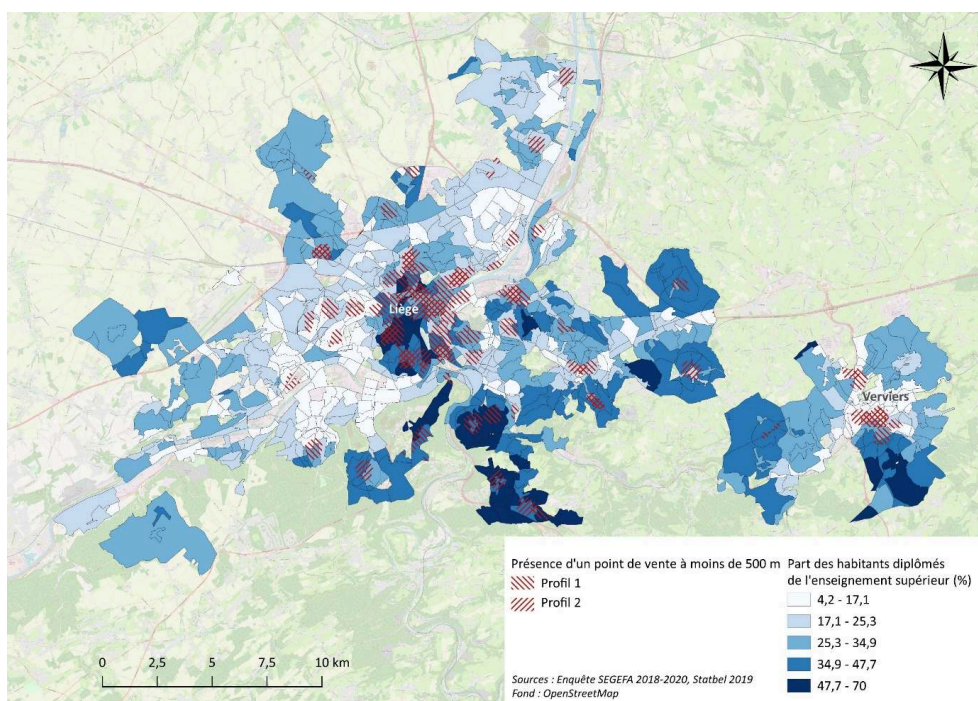 Liège
Verviers
Présence d'un point de vente à moins de 500 m
Profil 1
Profil 2
Part des habitants diplômés
de l'enseignement supérieur (%)
4,2 - 17,1
17,1 - 25,3
25,3 - 34,9
34,9 - 47,7
47,7 - 70
0 2,5 5 7,5 10 km
Sources : Enquête SEGEFA 2018-2020, Statbel 2019
Fond : OpenStreetMap